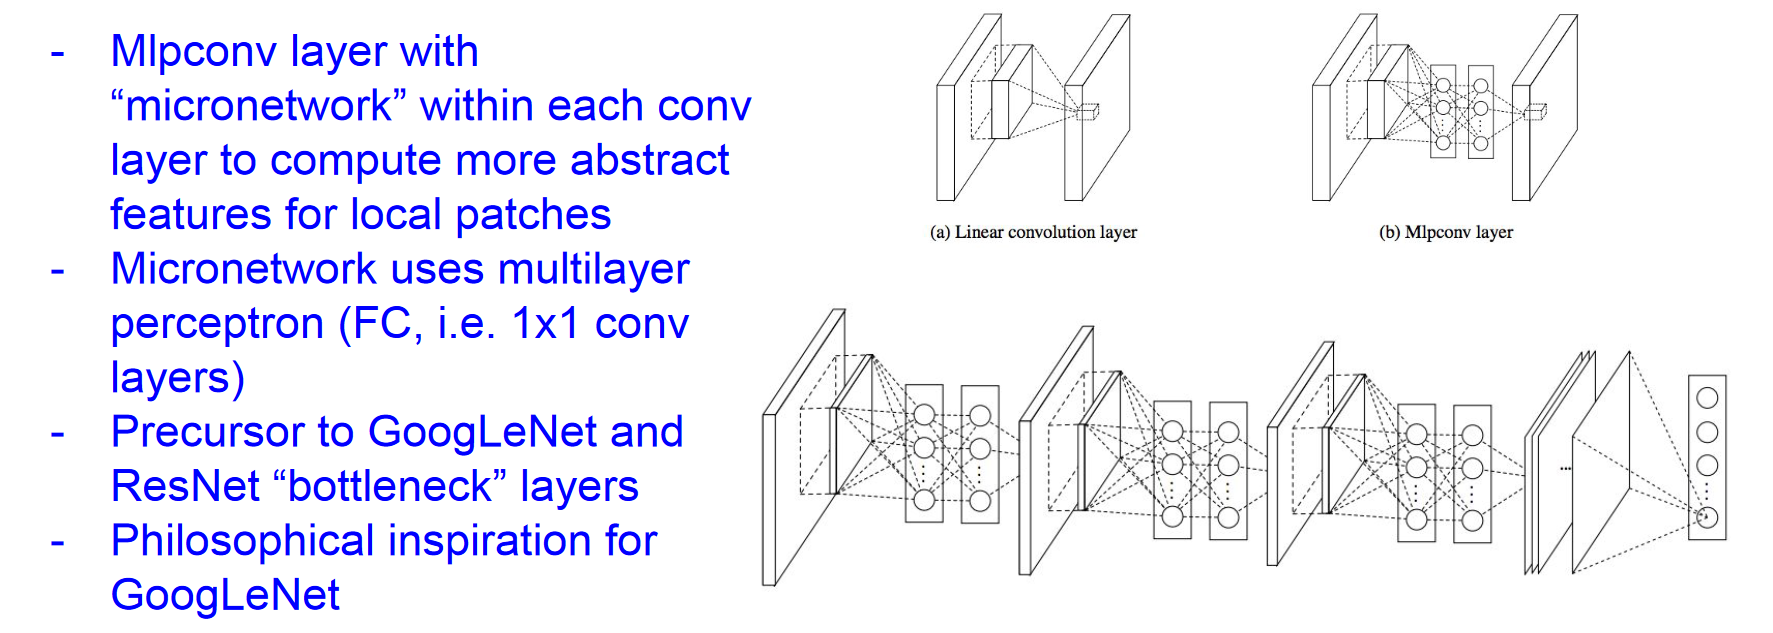 - Mlpconv layer with
“micronetwork” within each conv
layer to compute more abstract
features for local patches
- Micronetwork uses multilayer
perceptron (FC, i.e. 1x1 conv
layers)
- Precursor to GoogLeNet and
ResNet “bottleneck” layers
- Philosophical inspiration for
GoogLeNet
(a) Linear convolution layer
(b) Mlpconv layer
...